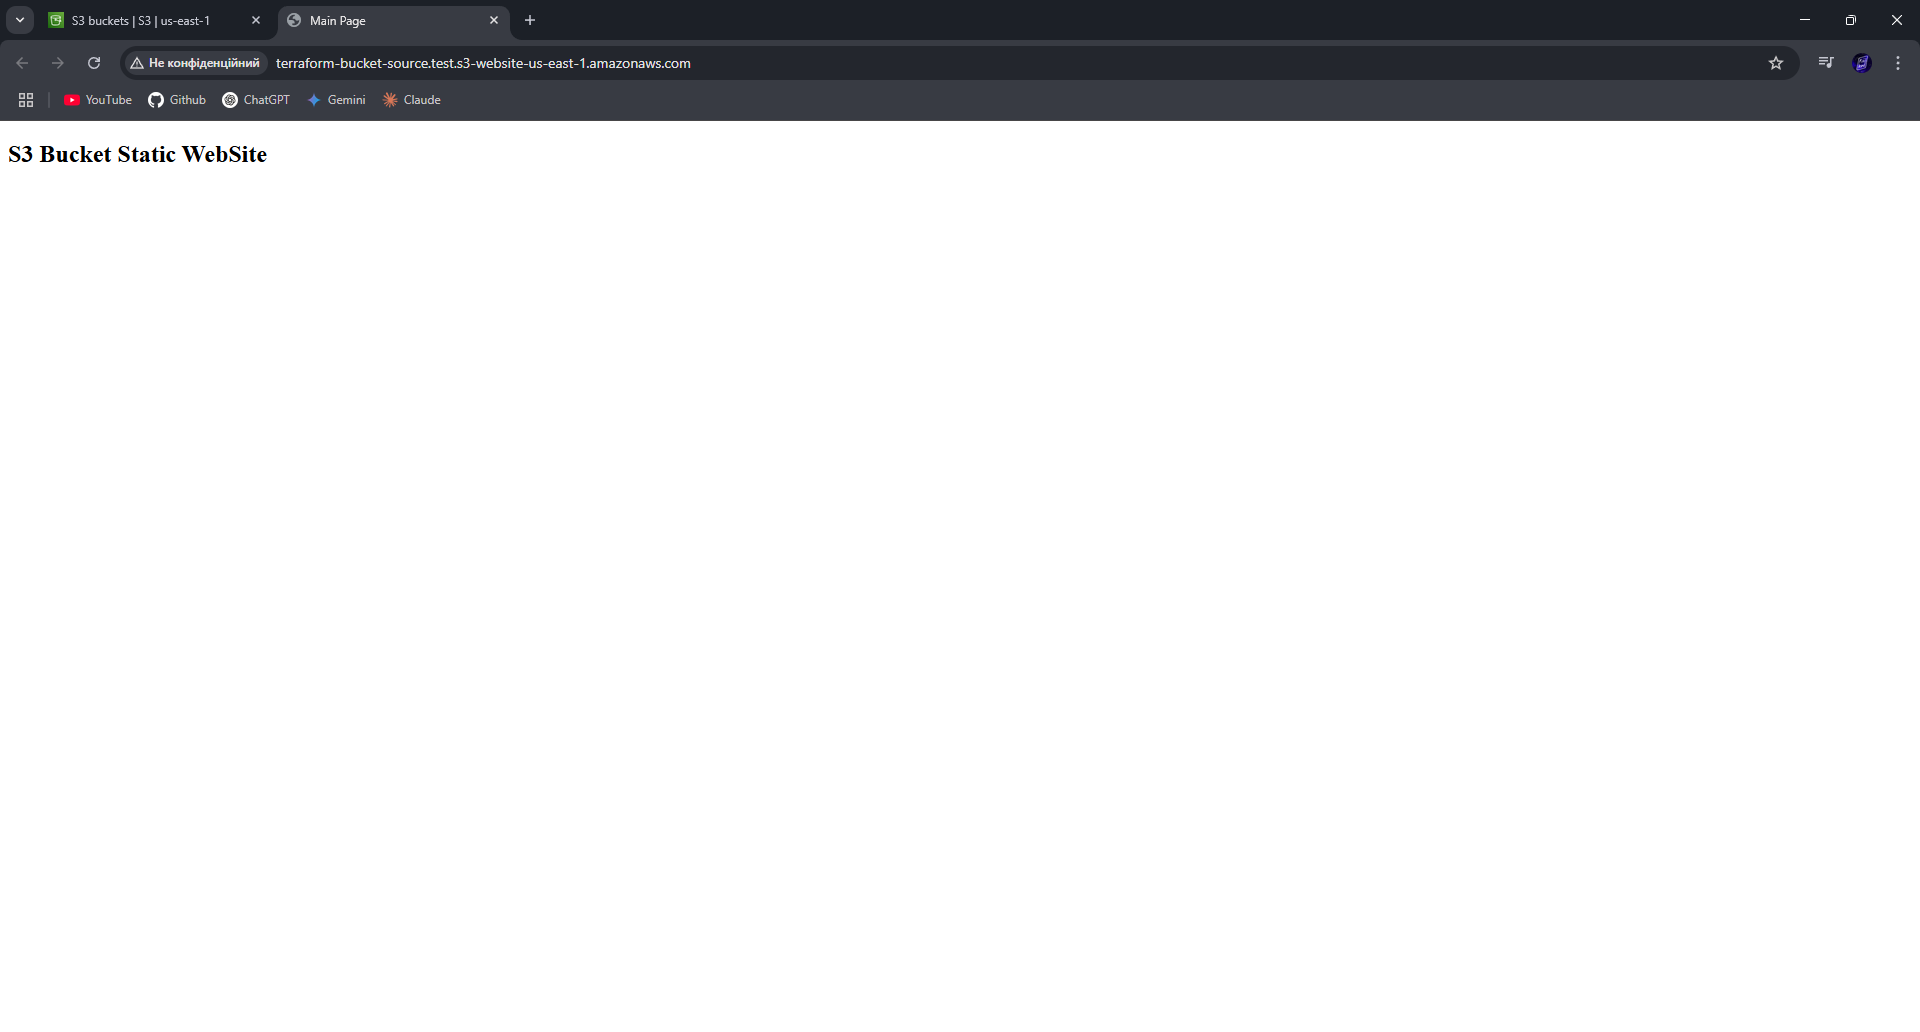 S3 buckets | S3 | us-east-1
Main Page
Не конфіденційний
terraform-bucket-source.test.s3-website-us-east-1.amazonaws.com
YouTube
Github
ChatGPT
Gemini
Claude
S3 Bucket Static WebSite